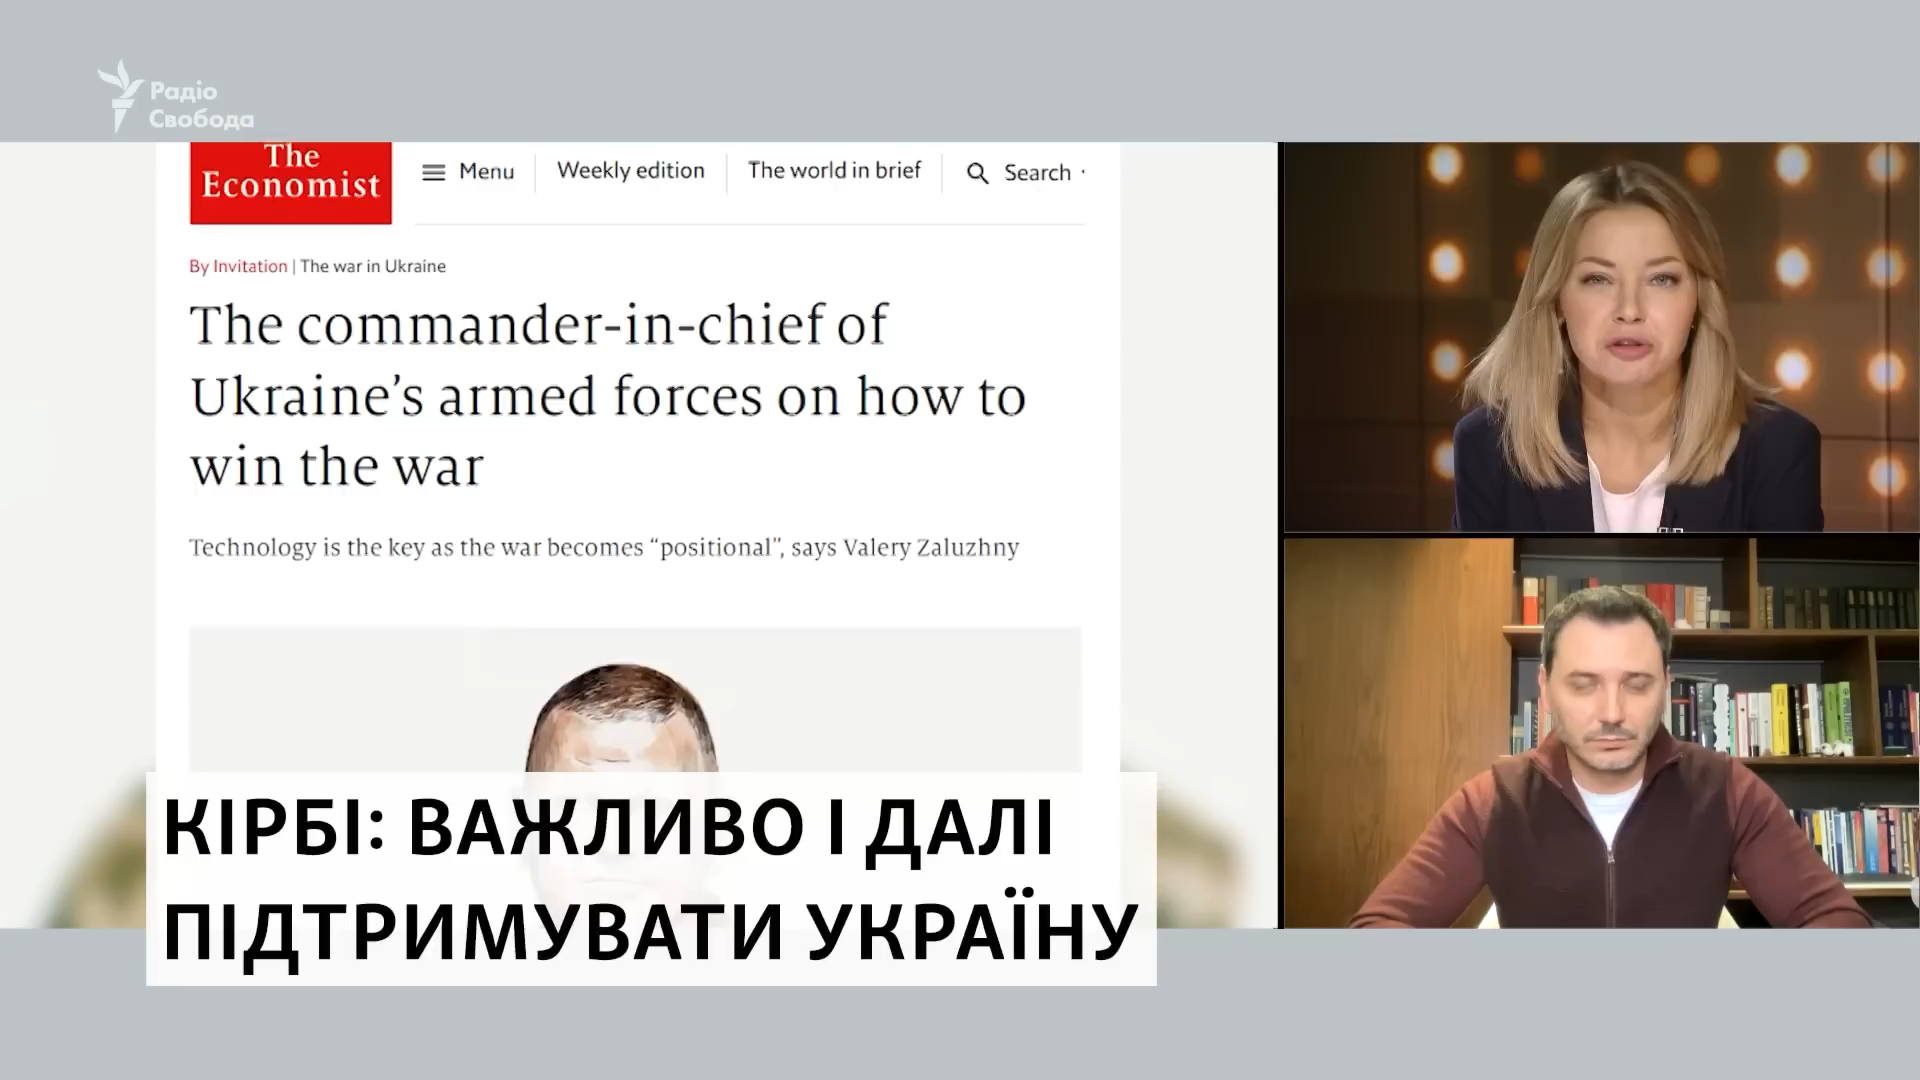 Радіо
Свобода
The
Economist
Menu
Weekly edition
The world in brief
Search
By Invitation | The war in Ukraine
The commander-in-chief of
Ukraine’s armed forces on how to
win the war
Technology is the key as the war becomes “positional”, says Valery Zaluzhny
КІРБІ: ВАЖЛИВО І ДАЛІ
ПІДТРИМУВАТИ УКРАЇНУ